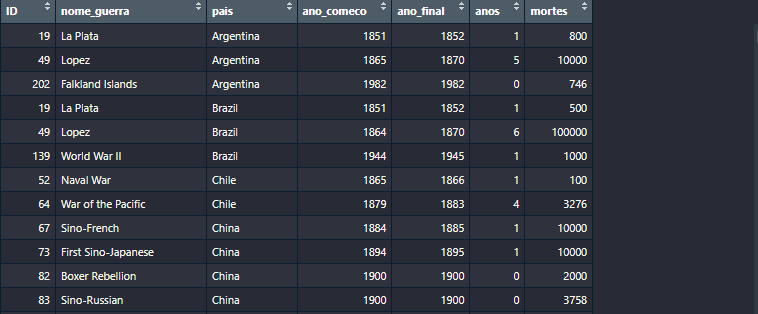 ID nome_guerra pais ano_comeco ano_final anos mortes
19 La Plata Argentina 1851 1852 1 800
49 Lopez Argentina 1865 1870 5 10000
202 Falkland Islands Argentina 1982 1982 0 746
19 La Plata Brazil 1851 1852 1 500
49 Lopez Brazil 1864 1870 6 100000
139 World War II Brazil 1944 1945 1 1000
52 Naval War Chile 1865 1866 1 100
64 War of the Pacific Chile 1879 1883 4 3276
67 Sino-French China 1884 1885 1 10000
73 First Sino-Japanese China 1894 1895 1 10000
82 Boxer Rebellion China 1900 1900 0 2000
83 Sino-Russian China 1900 1900 0 3758